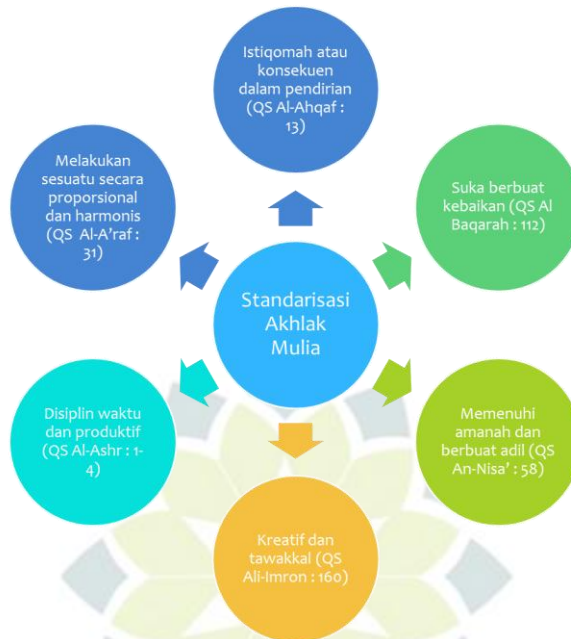 Istiqomah atau
konsekuen
dalam pendirian
(QS Al-Ahqaf :
13)
Suka berbuat
kebaikan (QS Al
Baqarah : 112)
Memenuhi
amanah dan
berbuat adil (QS
An-Nisa’ : 58)
Kreatif dan
tawakkal (QS
Ali-Imron : 160)
Disiplin waktu
dan produktif
(QS Al-Ashr : 1-
4)
Melakukan
sesuatu secara
proporsional
dan harmonis
(QS Al-A’raf :
31)
Standarisasi
Akhlak
Mulia